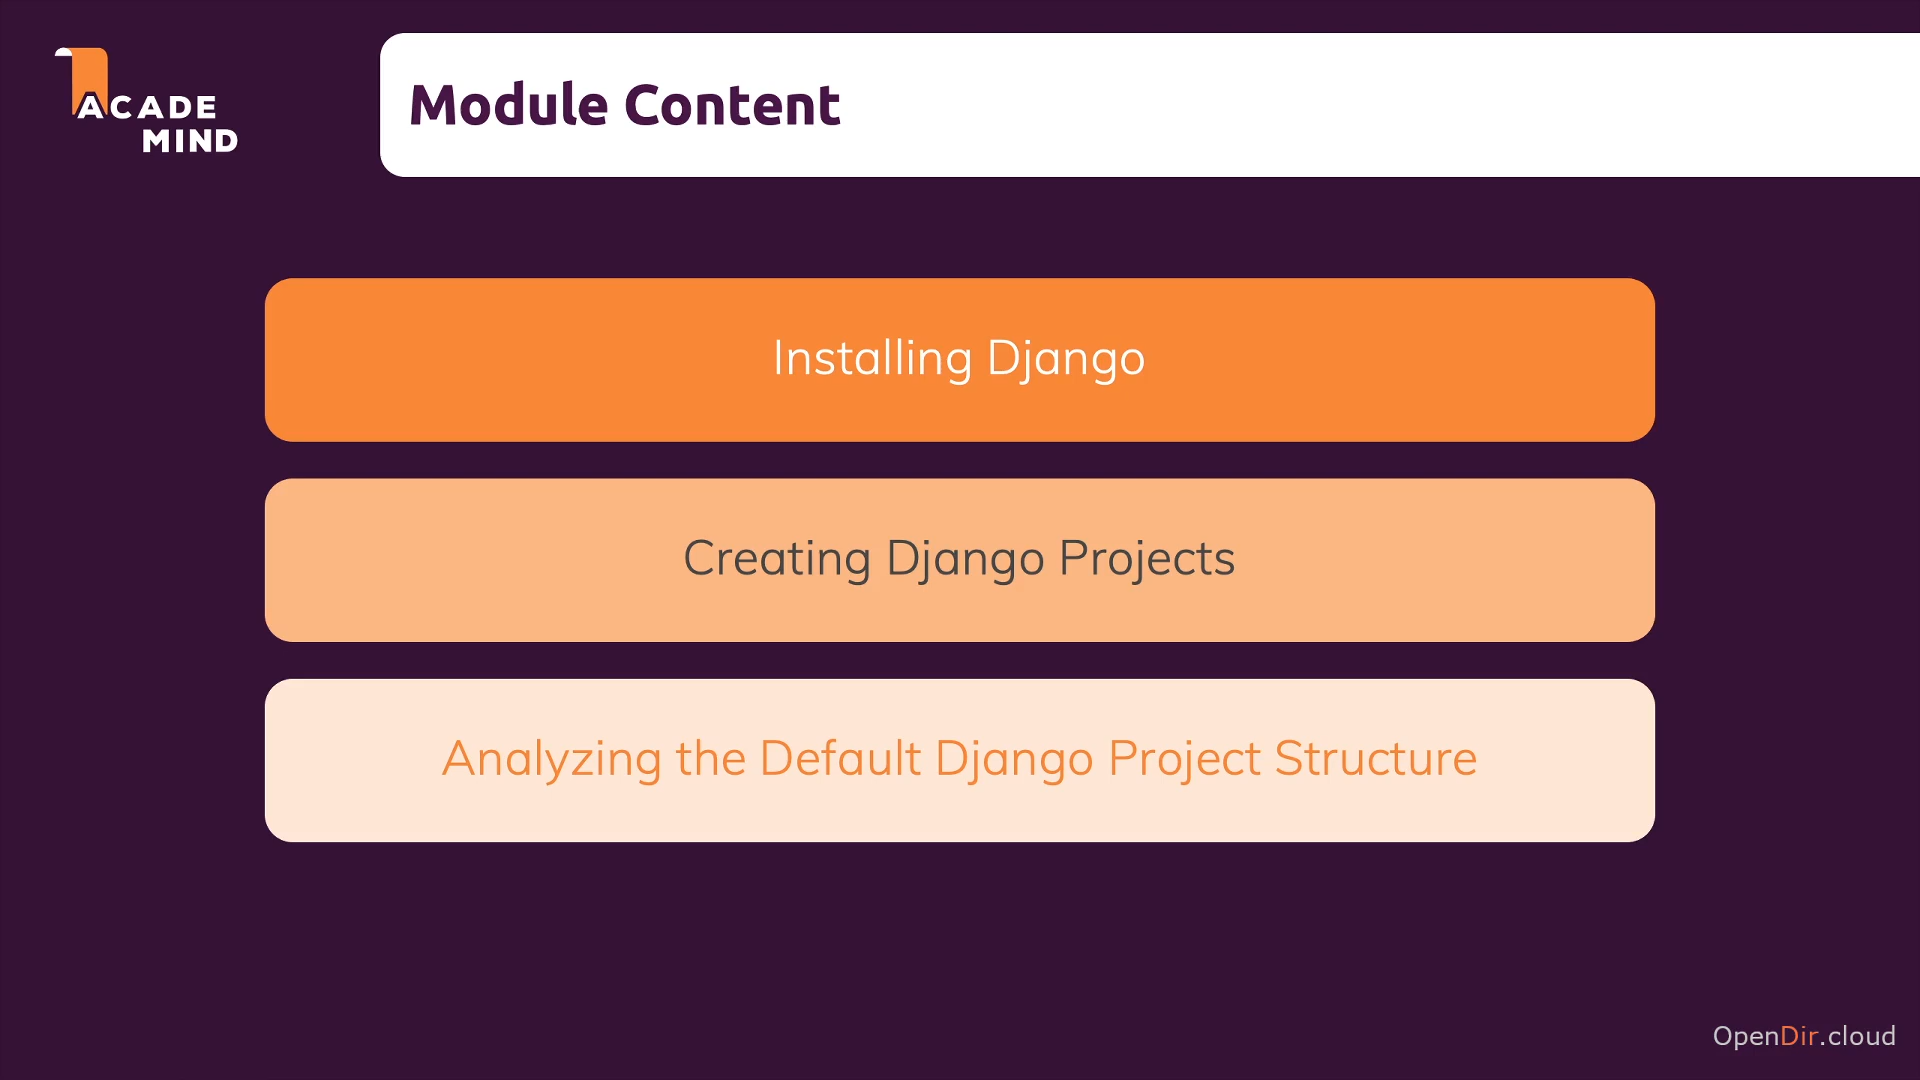 ACADE
MIND
Module Content
Installing Django
Creating Django Projects
Analyzing the Default Django Project Structure
OpenDir.cloud